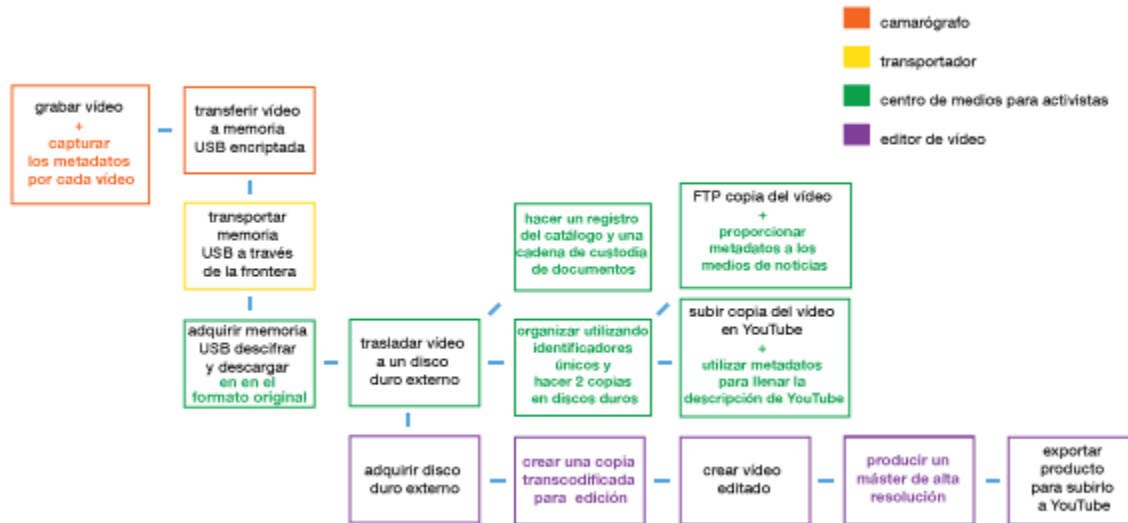 camarógrafo
transportador
centro de medios para activistas
editor de vídeo
grabar vídeo
+
capturar
los metadatos
por cada vídeo
transferir vídeo
a memoria
USB encriptada
transportar
memoria
USB a través
de la frontera
adquirir memoria
USB descifrar
y descargar
en en el
formato original
trasladar vídeo
a un disco
duro externo
hacer un registro
del catálogo y una
cadena de custodia
de documentos
organizar utilizando
identificadores
únicos y
hacer 2 copias
en discos duros
FTP copia del vídeo
+
proporcionar
metadatos a los
medios de noticias
subir copia del vídeo
en YouTube
+
utilizar metadatos
para llenar la
descripción de YouTube
adquirir disco
duro externo
crear una copia
transcodificada
para edición
crear vídeo
editado
producir un
máster de alta
resolución
exportar
producto
para subirlo
a YouTube